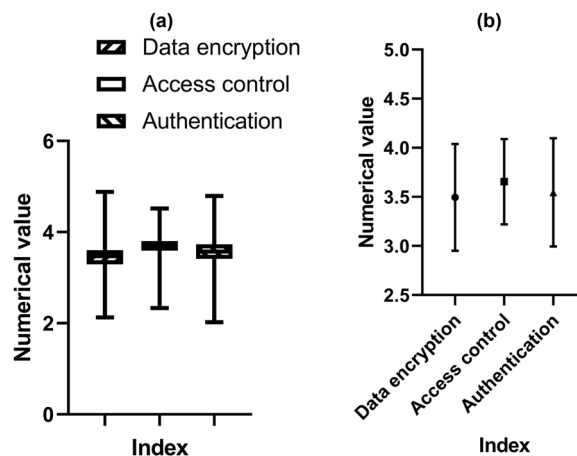 (a)
Data encryption
Access control
Authentication
Numerical value
6
4
2
0
Index
(b)
Numerical value
5.0
4.5
4.0
3.5
3.0
2.5
Data encryption
Access control
Authentication
Index